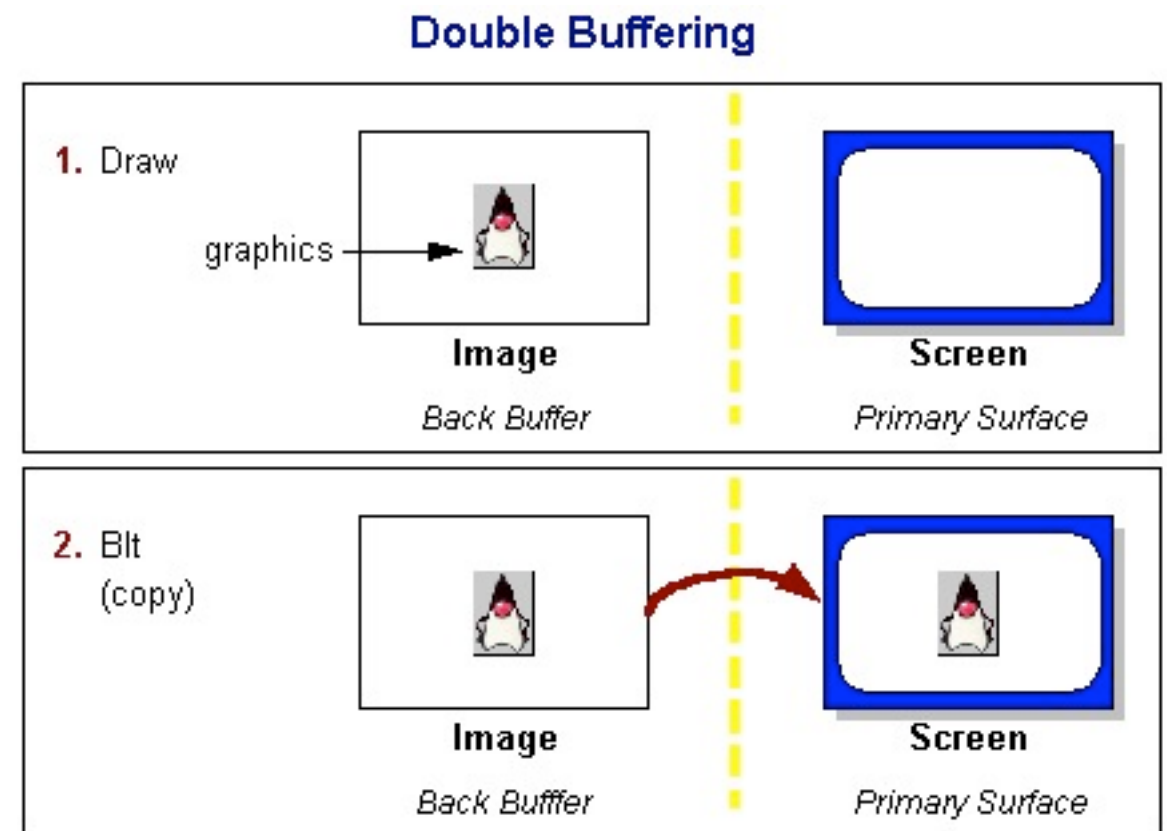 Double Buffering
1. Draw
graphics
Image
Screen
Back Buffer
Primary Surface
2. Blt
(copy)
Image
Screen
Back Bufffer
Primary Surface